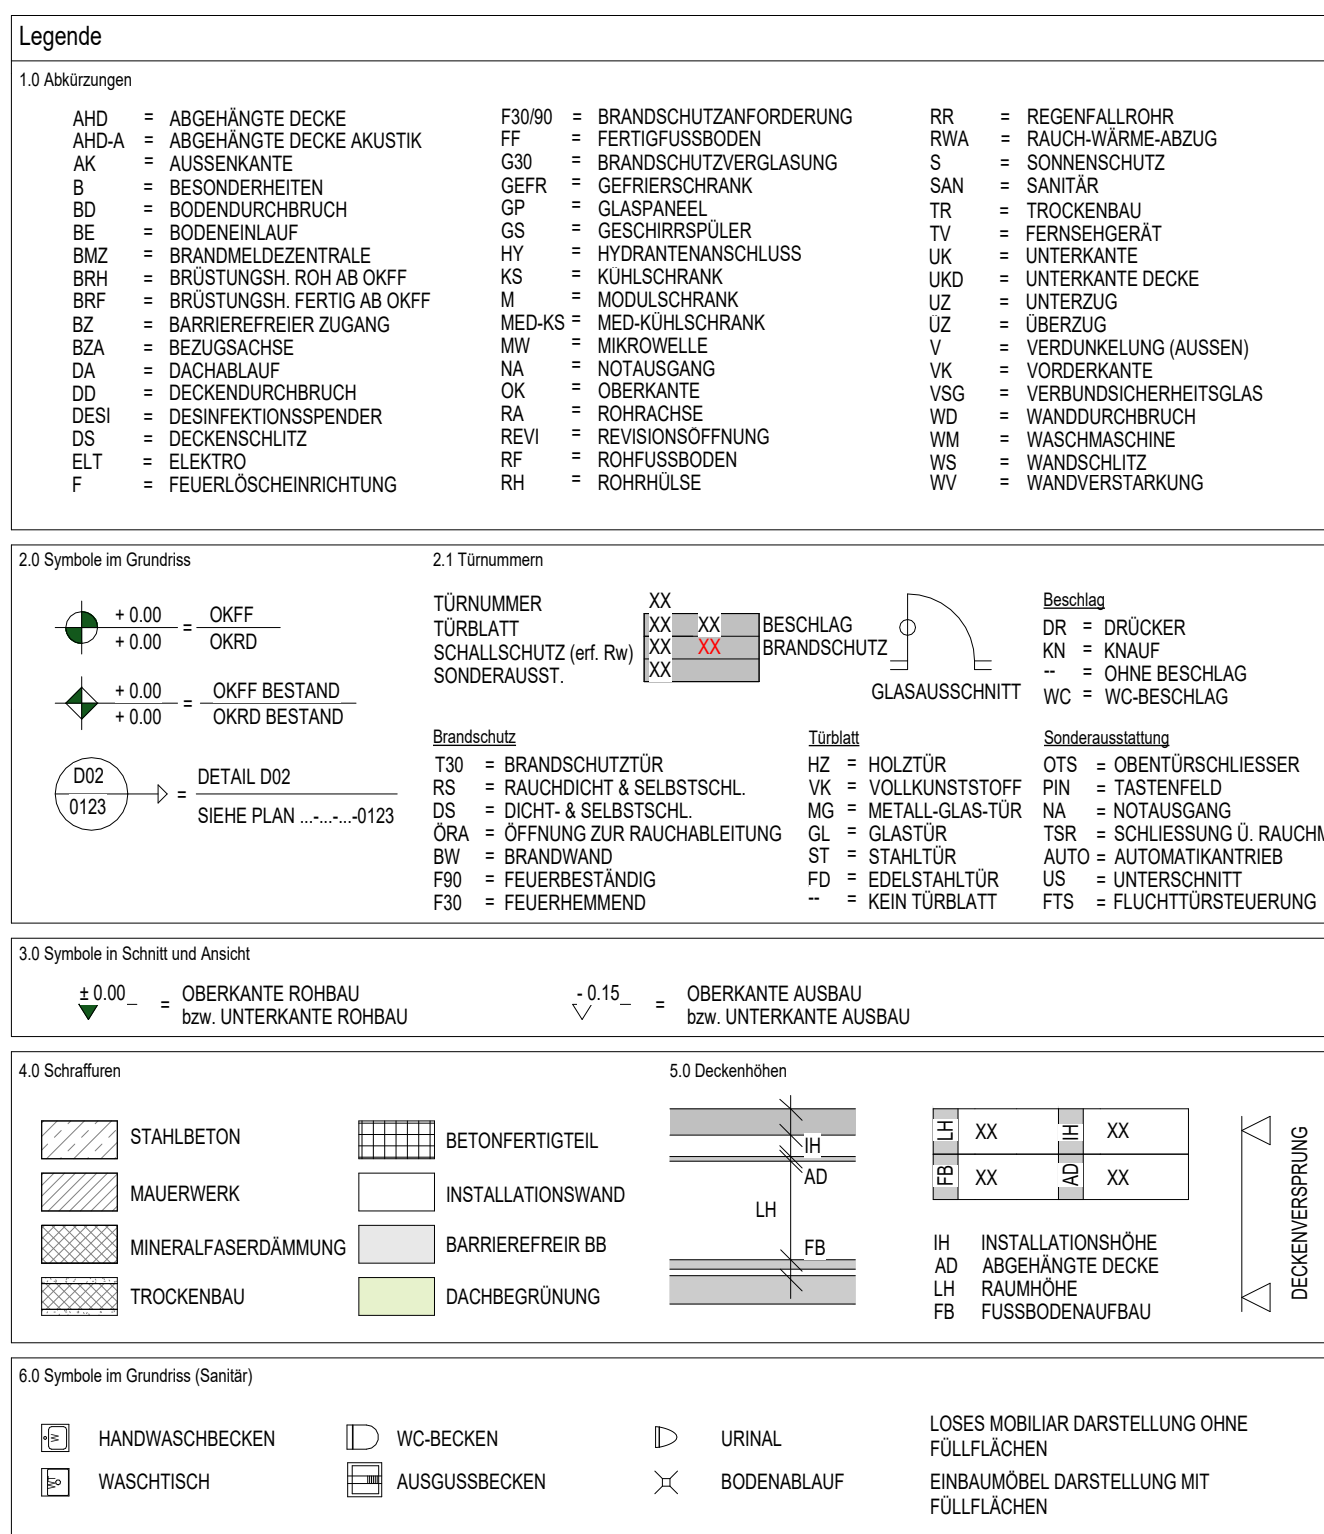 Legende
1.0 Abkürzungen
AHD = ABGEHÄNGTE DECKE
AHD-A = ABGEHÄNGTE DECKE AKUSTIK
AK = AUSSENKANTE
B = BESONDERHEITEN
BD = BODENDURCHBRUCH
BE = BODENEINLAUF
BMZ = BRANDMELDEZENTRALE
BRH = BRÜSTUNGSH. ROH AB OKFF
BRF = BRÜSTUNGSH. FERTIG AB OKFF
BZ = BARRIEREFREIER ZUGANG
BZA = BEZUGSACHSE
DA = DACHABLAUF
DD = DECKENDURCHBRUCH
DESI = DESINFEKTIONSSPENDER
DS = DECKENSCHLITZ
ELT = ELEKTRO
F = FEUERLÖSCHEINRICHTUNG
F30/90 = BRANDSCHUTZANFORDERUNG
FF = FERTIGFUSSBODEN
G30 = BRANDSCHUTZVERGLASUNG
GEFR = GEFRIERSCHRANK
GP = GLASPANEEL
GS = GESCHIRRSPÜLER
HY = HYDRANTENANSCHLUSS
KS = KÜHLSCHRANK
M = MODULSCHRANK
MED-KS = MED-KÜHLSCHRANK
MW = MIKROWELLE
NA = NOTAUSGANG
OK = OBERKANTE
RA = ROHRACHSE
REVI = REVISIONSÖFFNUNG
RF = ROHFUSSBODEN
RH = ROHRHÜLSE
RR = REGENFALLROHR
RWA = RAUCH-WÄRME-ABZUG
S = SONNENSCHUTZ
SAN = SANITÄR
TR = TROCKENBAU
TV = FERNSEHGERÄT
UK = UNTERKANTE
UKD = UNTERKANTE DECKE
UZ = UNTERZUG
ÜZ = ÜBERZUG
V = VERDUNKELUNG (AUSSEN)
VK = VORDERKANTE
VSG = VERBUNDSICHERHEITSGLAS
WD = WANDDURCHBRUCH
WM = WASCHMASCHINE
WS = WANDSCHLITZ
WV = WANDVERSTARKUNG
2.0 Symbole im Grundriss
+ 0.00 = OKFF
+ 0.00 OKRD
+ 0.00 = OKFF BESTAND
+ 0.00 OKRD BESTAND
D02 = DETAIL D02
0123 SIEHE PLAN ...-...-...-0123
2.1 Türnummern
TÜRNUMMER XX
TÜRBLATT XX XX BESCHLAG
SCHALLSCHUTZ (erf. Rw) XX XX BRANDSCHUTZ
SONDERAUSST. XX
GLASAUSSCHNITT
Beschlag
DR = DRÜCKER
KN = KNAUF
-- = OHNE BESCHLAG
WC = WC-BESCHLAG
Brandschutz
T30 = BRANDSCHUTZTÜR
RS = RAUCHDICHT & SELBSTSCHL.
DS = DICHT- & SELBSTSCHL.
ÖRA = ÖFFNUNG ZUR RAUCHABLEITUNG
BW = BRANDWAND
F90 = FEUERBESTÄNDIG
F30 = FEUERHEMMEND
Türblatt
HZ = HOLZTÜR
VK = VOLLKUNSTSTOFF
MG = METALL-GLAS-TÜR
GL = GLASTÜR
ST = STAHLTÜR
FD = EDELSTAHLTÜR
-- = KEIN TÜRBLATT
Sonderausstattung
OTS = OBENTÜRSCHLIESSER
PIN = TASTENFELD
NA = NOTAUSGANG
TSR = SCHLIESSUNG Ü. RAUCHM
AUTO = AUTOMATIKANTRIEB
US = UNTERSCHNITT
FTS = FLUCHTTÜRSTEUERUNG
3.0 Symbole in Schnitt und Ansicht
± 0.00 = OBERKANTE ROHBAU
bzw. UNTERKANTE ROHBAU
- 0.15 = OBERKANTE AUSBAU
bzw. UNTERKANTE AUSBAU
4.0 Schraffuren
STAHLBETON
MAUERWERK
MINERALFASERDÄMMUNG
TROCKENBAU
BETONFERTIGTEIL
INSTALLATIONSWAND
BARRIEREFREIR BB
DACHBEGRÜNUNG
5.0 Deckenhöhen
IH
AD
LH
FB
LH XX IH XX
FB XX AD XX
IH INSTALLATIONSHÖHE
AD ABGEHÄNGTE DECKE
LH RAUMHÖHE
FB FUSSBODENAUFBAU
DECKENVERSPRUNG
6.0 Symbole im Grundriss (Sanitär)
HANDWASCHBECKEN
WASCHTISCH
WC-BECKEN
AUSGUSSBECKEN
URINAL
BODENABLAUF
LOSES MOBILIAR DARSTELLUNG OHNE
FÜLLFLÄCHEN
EINBAUMÖBEL DARSTELLUNG MIT
FÜLLFLÄCHEN